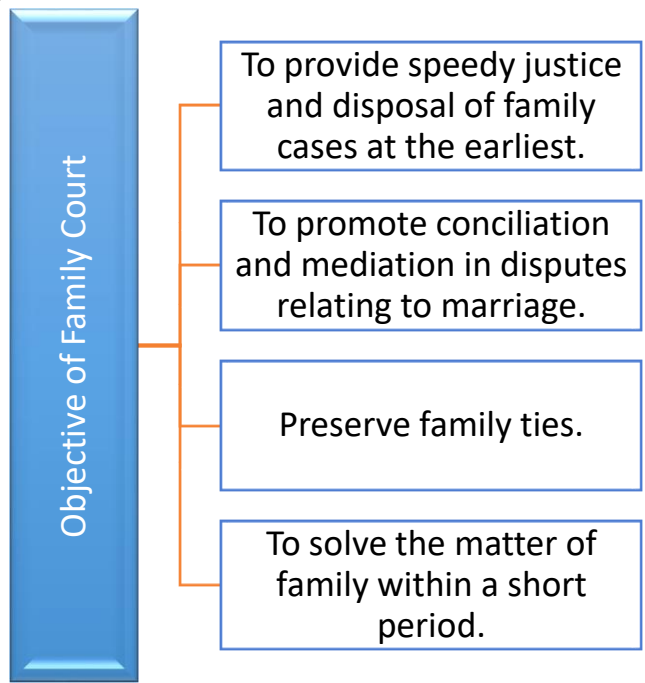 Objective of Family Court
To provide speedy justice
and disposal of family
cases at the earliest.
To promote conciliation
and mediation in disputes
relating to marriage.
Preserve family ties.
To solve the matter of
family within a short
period.